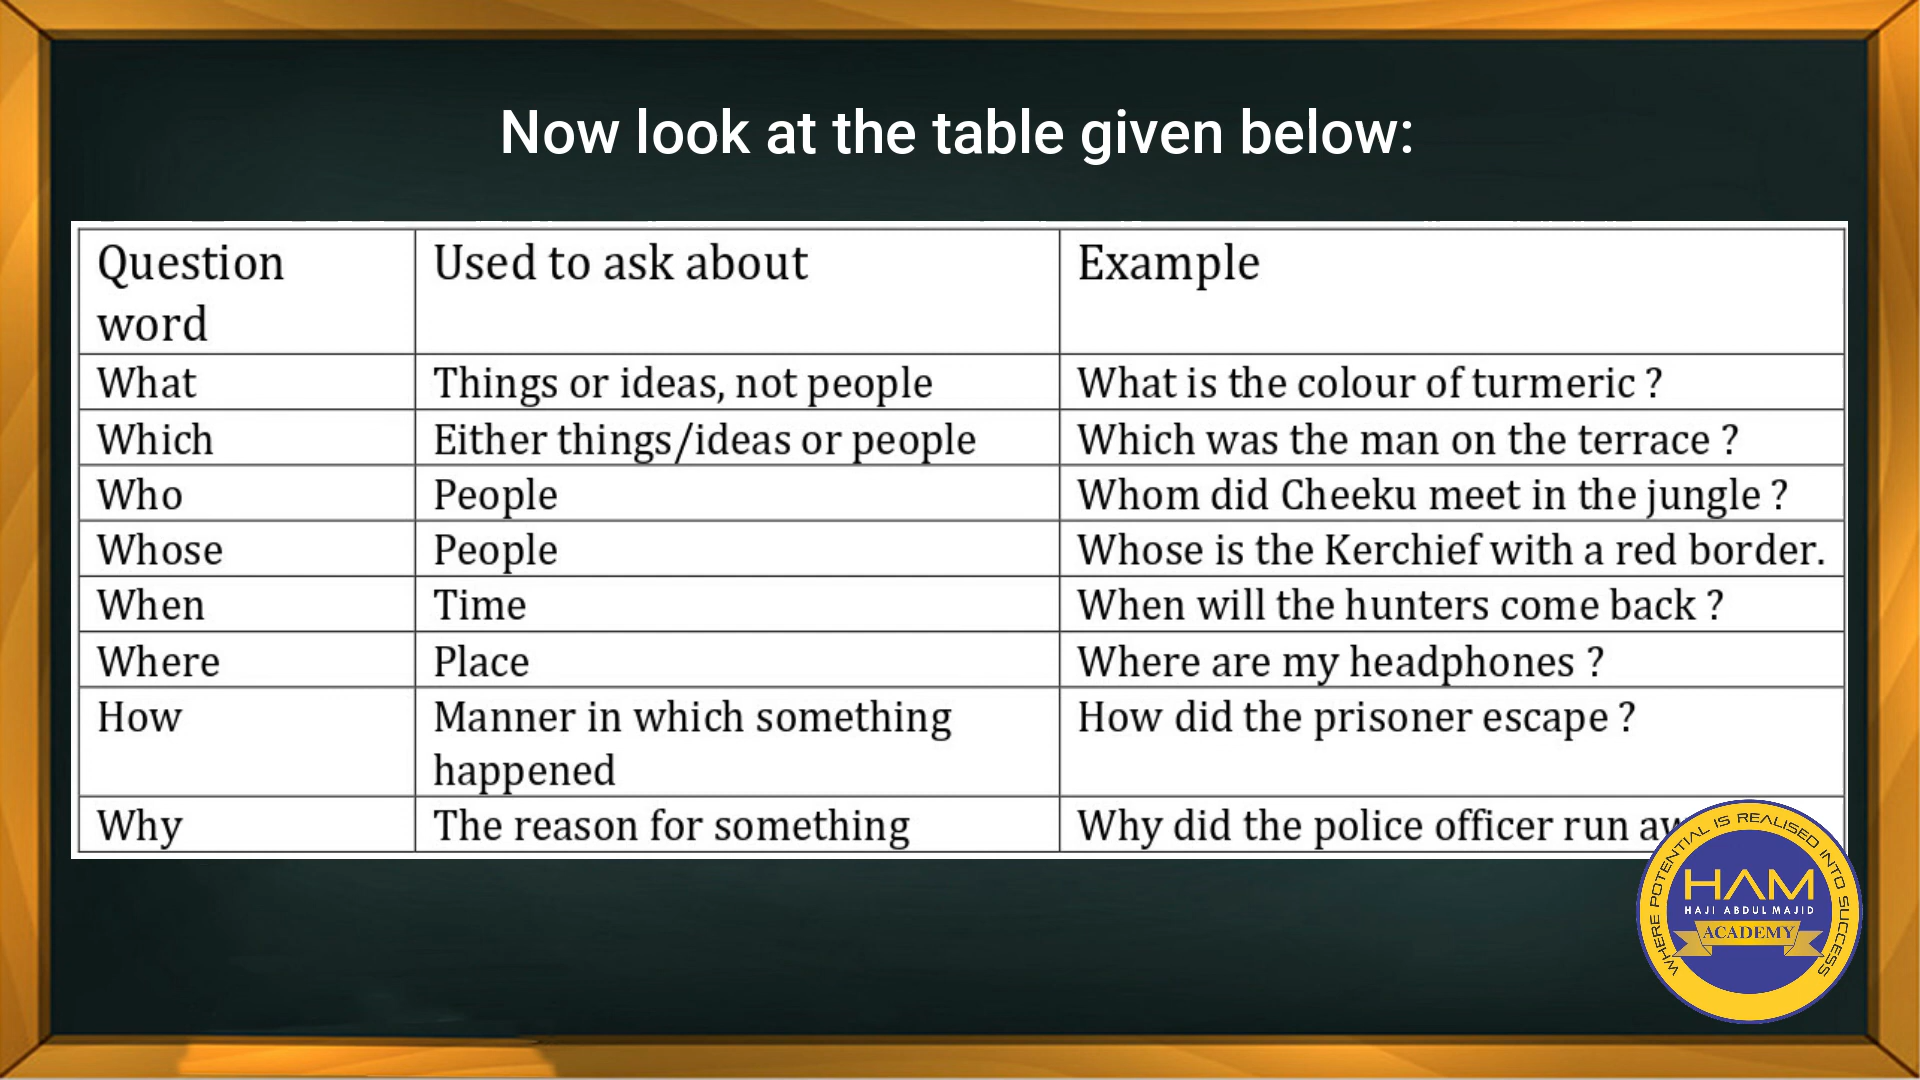 Now look at the table given below:
Question word Used to ask about Example
What Things or ideas, not people What is the colour of turmeric ?
Which Either things/ideas or people Which was the man on the terrace ?
Who People Whom did Cheeku meet in the jungle ?
Whose People Whose is the Kerchief with a red border.
When Time When will the hunters come back ?
Where Place Where are my headphones ?
How Manner in which something happened How did the prisoner escape ?
Why The reason for something Why did the police officer run
WHERE POTENTIAL IS REALISED INTO SUCCESS
HAM
HAJI ABDUL MAJID
ACADEMY